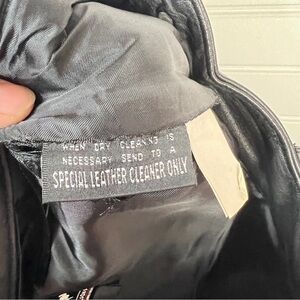 WHEN DRY CLEANING IS
NECESSARY SEND TO A
SPECIAL LEATHER CLEANER ONLY